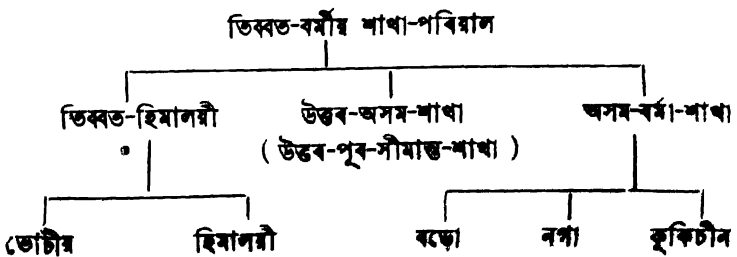 তিব্বত-বৰ্মীয় শাখা-পৰিয়াল
তিব্বত-হিমালয়ী উত্তৰ-অসম-শাখা অসম-বৰ্মা-শাখা
( উত্তৰ-পূব-সীমান্ত-শাখা )
ভোটীয় হিমালয়ী বড়ো নগা কুকিচীন